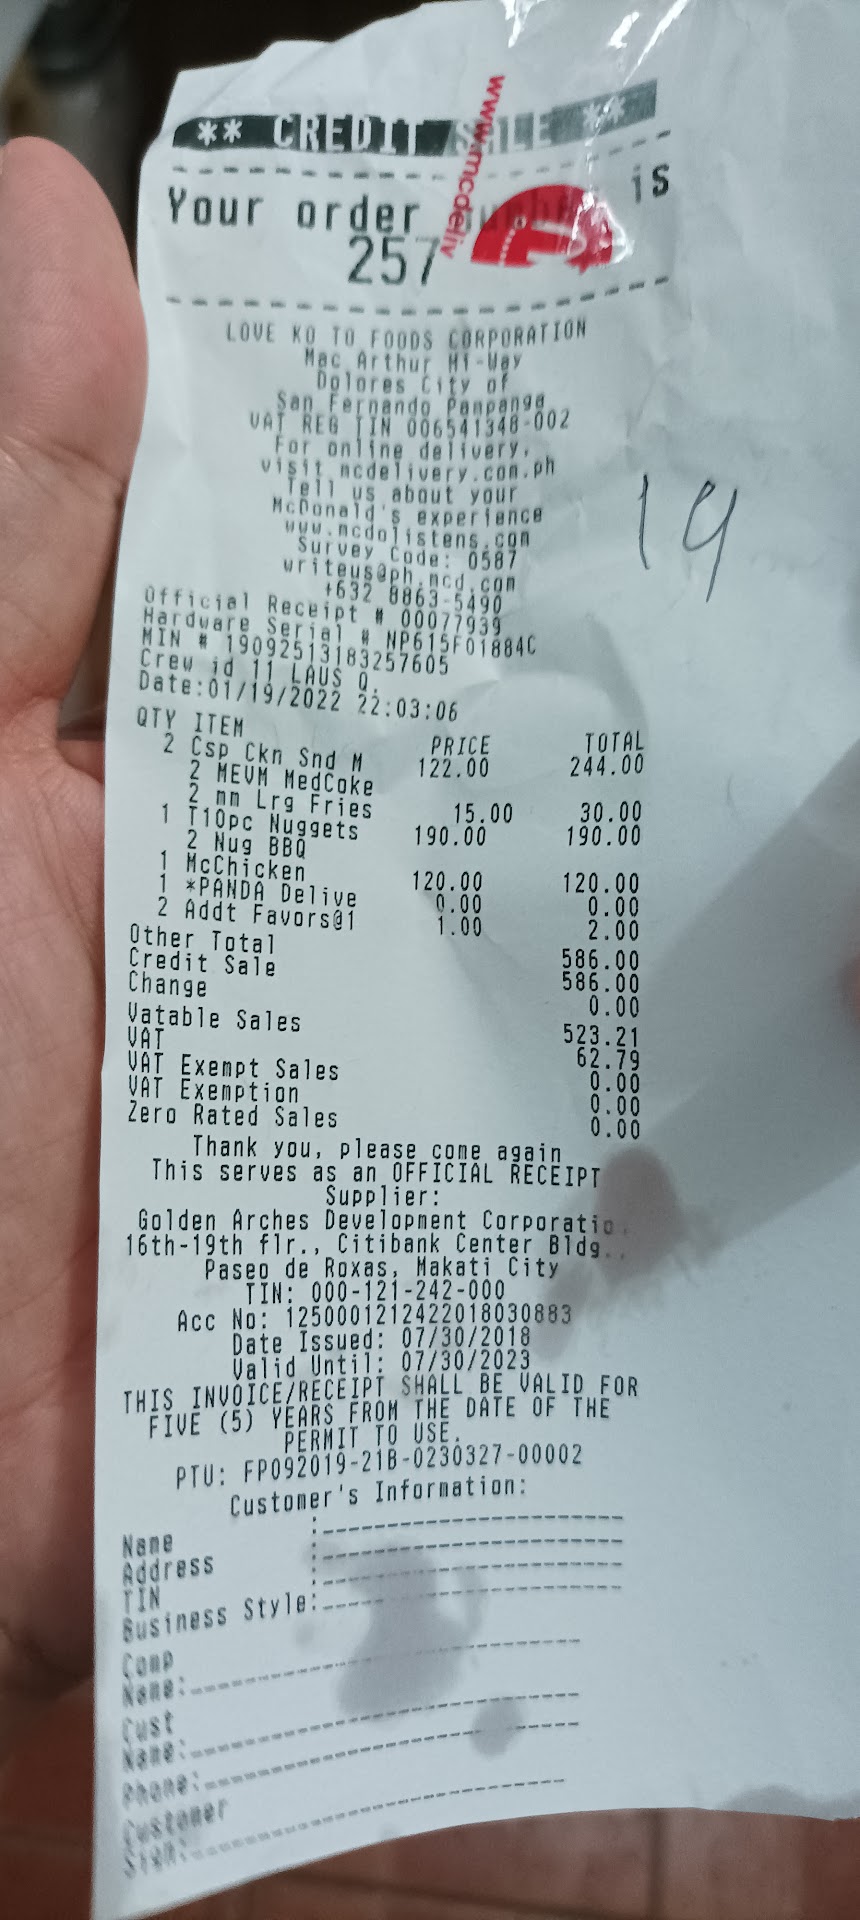 ** CREDIT SALE **
Your order is
257
www.mcdeliv
LOVE KO TO FOODS CORPORATION
Mac Arthur Hi-Way
Dolores City of
San Fernando Pampanga
VAT REG TIN 006541348-002
For online delivery,
visit mcdelivery.com.ph
Tell us about your
McDonald's experience
www.mcdolistens.com
Survey Code: 0587
writeus@ph.mcd.com
+632 8863-5490
19
Official Receipt # 00077939
Hardware Serial # NP615F01884C
MIN # 19092513183257605
Crew id 11 LAUS Q.
Date:01/19/2022 22:03:06
QTY ITEM PRICE TOTAL
2 Csp Ckn Snd M 122.00 244.00
2 MEVM MedCoke
2 mm Lrg Fries 15.00 30.00
1 T10pc Nuggets 190.00 190.00
2 Nug BBQ
1 McChicken 120.00 120.00
1 *PANDA Delive 0.00 0.00
2 Addt Favors@1 1.00 2.00
Other Total 586.00
Credit Sale 586.00
Change 0.00
Vatable Sales 523.21
VAT 62.79
VAT Exempt Sales 0.00
VAT Exemption 0.00
Zero Rated Sales 0.00
Thank you, please come again
This serves as an OFFICIAL RECEIPT
Supplier:
Golden Arches Development Corporatio.
16th-19th flr., Citibank Center Bldg..
Paseo de Roxas, Makati City
TIN: 000-121-242-000
Acc No: 1250001212422018030883
Date Issued: 07/30/2018
Valid Until: 07/30/2023
THIS INVOICE/RECEIPT SHALL BE VALID FOR
FIVE (5) YEARS FROM THE DATE OF THE
PERMIT TO USE.
PTU: FP092019-21B-0230327-00002
Customer's Information:
Name :
Address :
TIN :
Business Style:
Comp
Name:
Cust
Name:
Phone:
Customer
Sign: